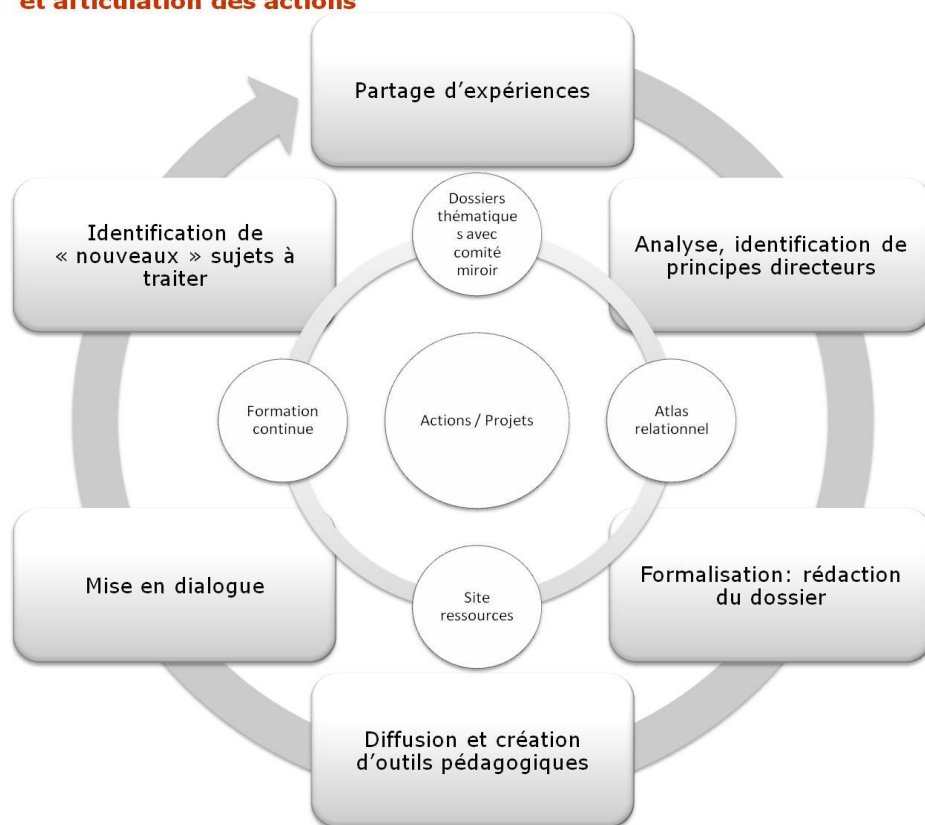 et articulation des actions
Partage d'expériences
Identification de
« nouveaux » sujets à
traiter
Dossiers
thématique
s avec
comité
miroir
Analyse, identification de
principes directeurs
Formation
continue
Actions / Projets
Atlas
relationnel
Mise en dialogue
Site
ressources
Formalisation: rédaction
du dossier
Diffusion et création
d'outils pédagogiques